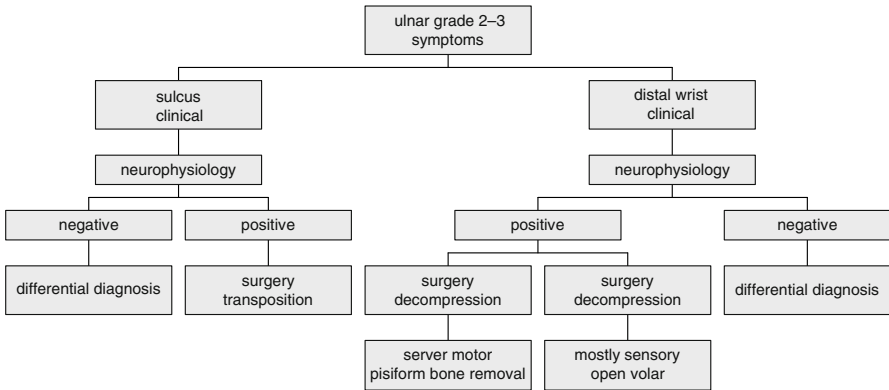 ulnar grade 2–3
symptoms
sulcus
clinical
distal wrist
clinical
neurophysiology
neurophysiology
negative
positive
positive
negative
differential diagnosis
surgery
transposition
surgery
decompression
surgery
decompression
differential diagnosis
server motor
pisiform bone removal
mostly sensory
open volar